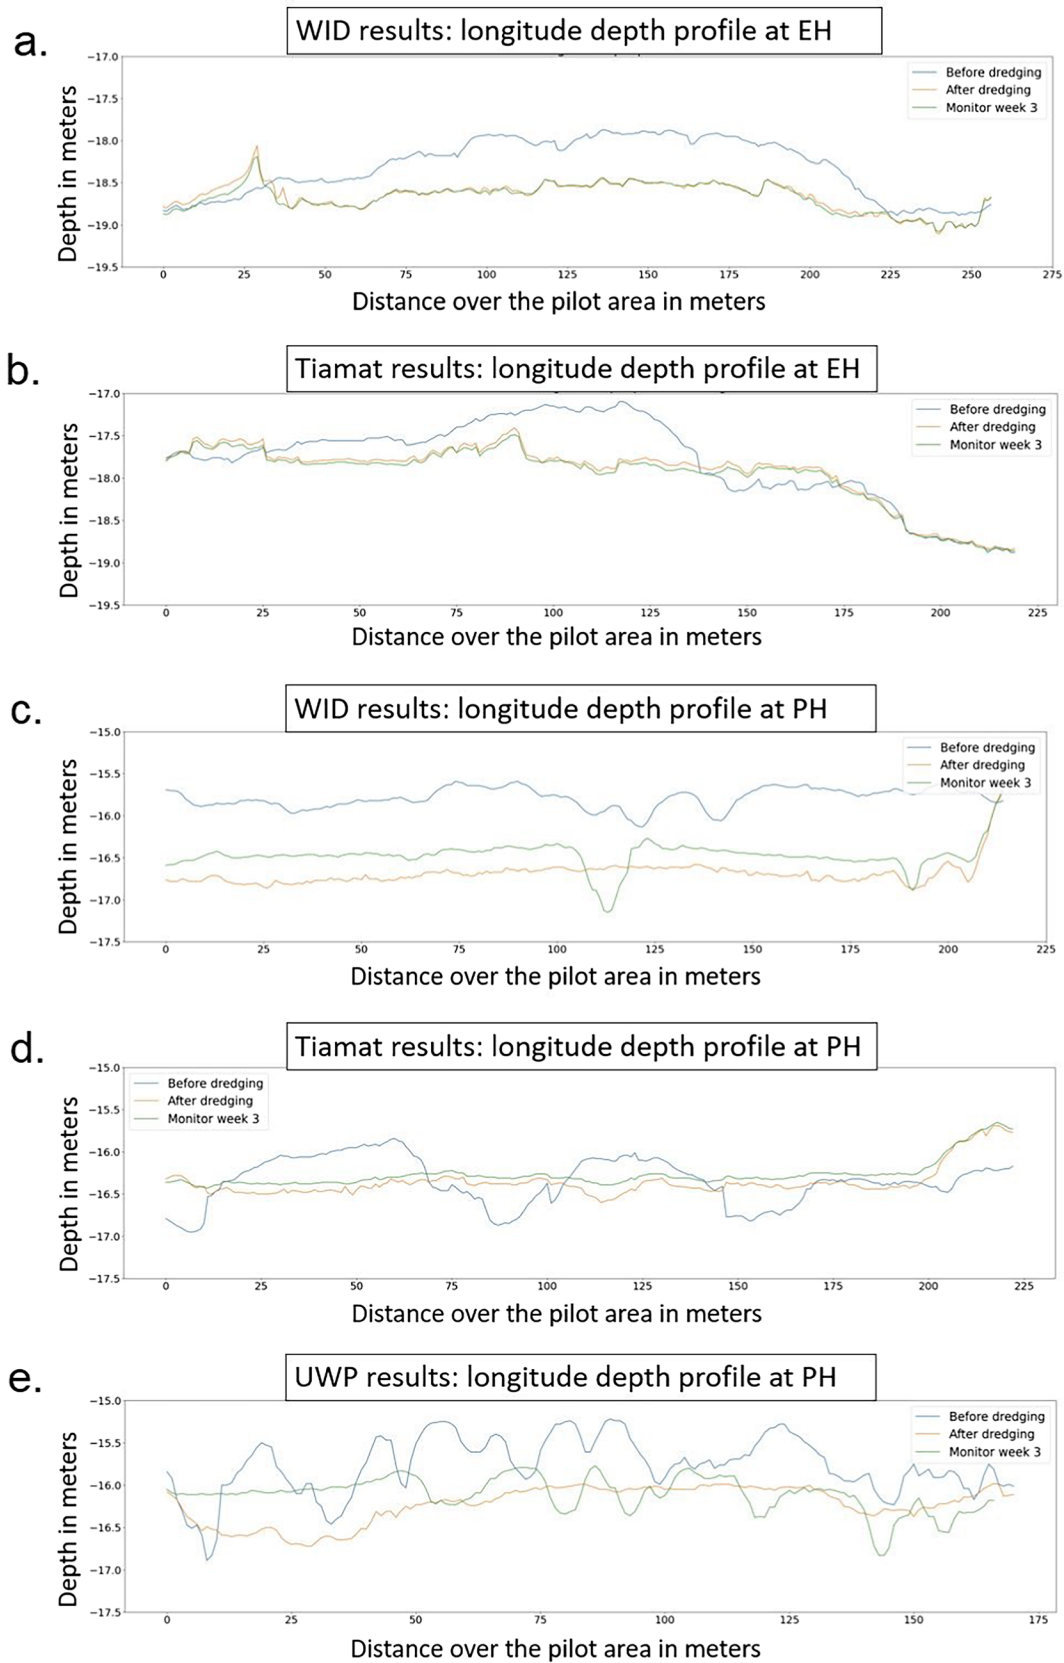 a.
WID results: longitude depth profile at EH
Depth in meters
−17.0
−17.5
−18.0
−18.5
−19.0
−19.5
Before dredging
After dredging
Monitor week 3
0 25 50 75 100 125 150 175 200 225 250 275
Distance over the pilot area in meters
b.
Tiamat results: longitude depth profile at EH
Depth in meters
−17.0
−17.5
−18.0
−18.5
−19.0
−19.5
Before dredging
After dredging
Monitor week 3
0 25 50 75 100 125 150 175 200 225
Distance over the pilot area in meters
c.
WID results: longitude depth profile at PH
Depth in meters
−15.0
−15.5
−16.0
−16.5
−17.0
−17.5
Before dredging
After dredging
Monitor week 3
0 25 50 75 100 125 150 175 200 225
Distance over the pilot area in meters
d.
Tiamat results: longitude depth profile at PH
Depth in meters
−15.0
−15.5
−16.0
−16.5
−17.0
−17.5
Before dredging
After dredging
Monitor week 3
0 25 50 75 100 125 150 175 200 225
Distance over the pilot area in meters
e.
UWP results: longitude depth profile at PH
Depth in meters
−15.0
−15.5
−16.0
−16.5
−17.0
−17.5
Before dredging
After dredging
Monitor week 3
0 25 50 75 100 125 150 175
Distance over the pilot area in meters